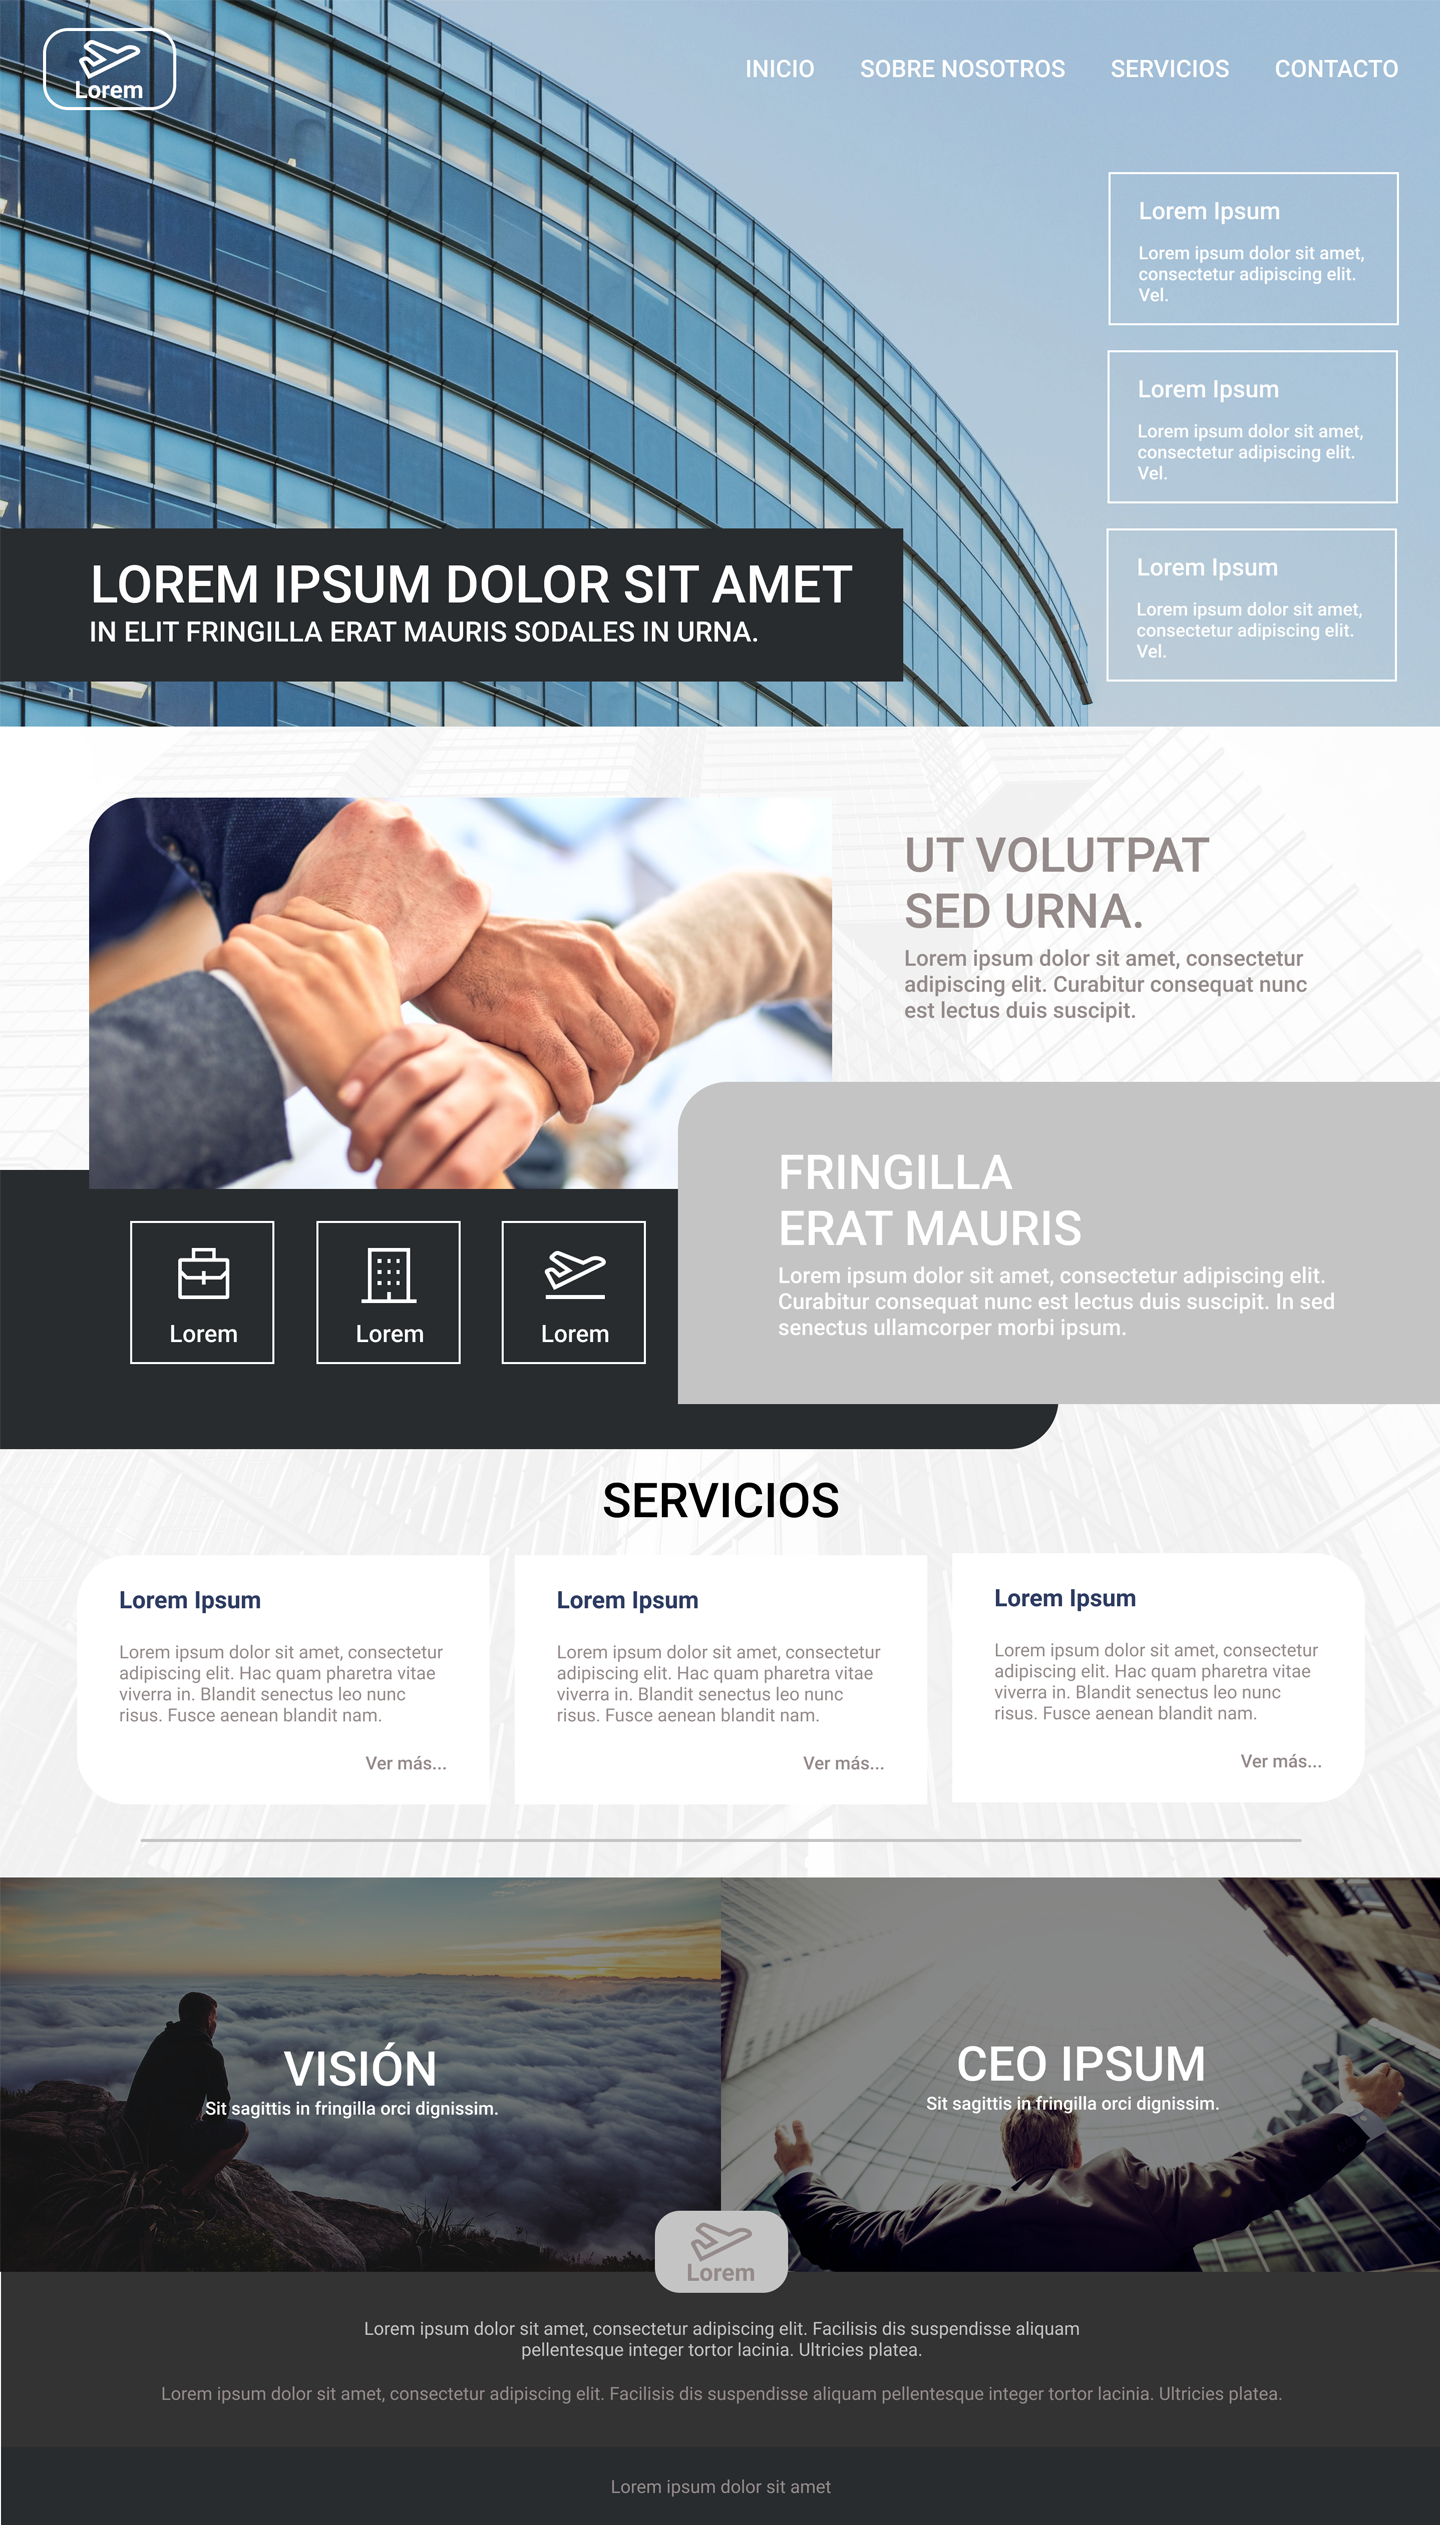 Lorem
INICIO SOBRE NOSOTROS SERVICIOS CONTACTO
Lorem Ipsum
Lorem ipsum dolor sit amet,
consectetur adipiscing elit.
Vel.
Lorem Ipsum
Lorem ipsum dolor sit amet,
consectetur adipiscing elit.
Vel.
Lorem Ipsum
Lorem ipsum dolor sit amet,
consectetur adipiscing elit.
Vel.
LOREM IPSUM DOLOR SIT AMET
IN ELIT FRINGILLA ERAT MAURIS SODALES IN URNA.
UT VOLUTPAT
SED URNA.
Lorem ipsum dolor sit amet, consectetur
adipiscing elit. Curabitur consequat nunc
est lectus duis suscipit.
FRINGILLA
ERAT MAURIS
Lorem ipsum dolor sit amet, consectetur adipiscing elit.
Curabitur consequat nunc est lectus duis suscipit. In sed
senectus ullamcorper morbi ipsum.
Lorem
Lorem
Lorem
SERVICIOS
Lorem Ipsum
Lorem ipsum dolor sit amet, consectetur
adipiscing elit. Hac quam pharetra vitae
viverra in. Blandit senectus leo nunc
risus. Fusce aenean blandit nam.
Ver más...
Lorem Ipsum
Lorem ipsum dolor sit amet, consectetur
adipiscing elit. Hac quam pharetra vitae
viverra in. Blandit senectus leo nunc
risus. Fusce aenean blandit nam.
Ver más...
Lorem Ipsum
Lorem ipsum dolor sit amet, consectetur
adipiscing elit. Hac quam pharetra vitae
viverra in. Blandit senectus leo nunc
risus. Fusce aenean blandit nam.
Ver más...
VISIÓN
Sit sagittis in fringilla orci dignissim.
CEO IPSUM
Sit sagittis in fringilla orci dignissim.
Lorem
Lorem ipsum dolor sit amet, consectetur adipiscing elit. Facilisis dis suspendisse aliquam
pellentesque integer tortor lacinia. Ultricies platea.
Lorem ipsum dolor sit amet, consectetur adipiscing elit. Facilisis dis suspendisse aliquam pellentesque integer tortor lacinia. Ultricies platea.
Lorem ipsum dolor sit amet